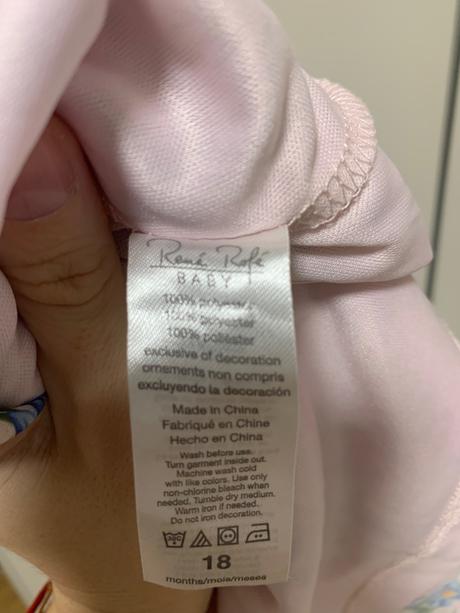 René Rofé
BABY
100% polyester
100% polyester
100% poliéster
exclusive of decoration
ornements non compris
excluyendo la decoración
Made in China
Fabriqué en Chine
Hecho en China
Wash before use.
Turn garment inside out.
Machine wash cold
with like colors. Use only
non-chlorine bleach when
needed. Tumble dry medium.
Warm iron if needed.
Do not iron decoration.
18
months/mois/meses